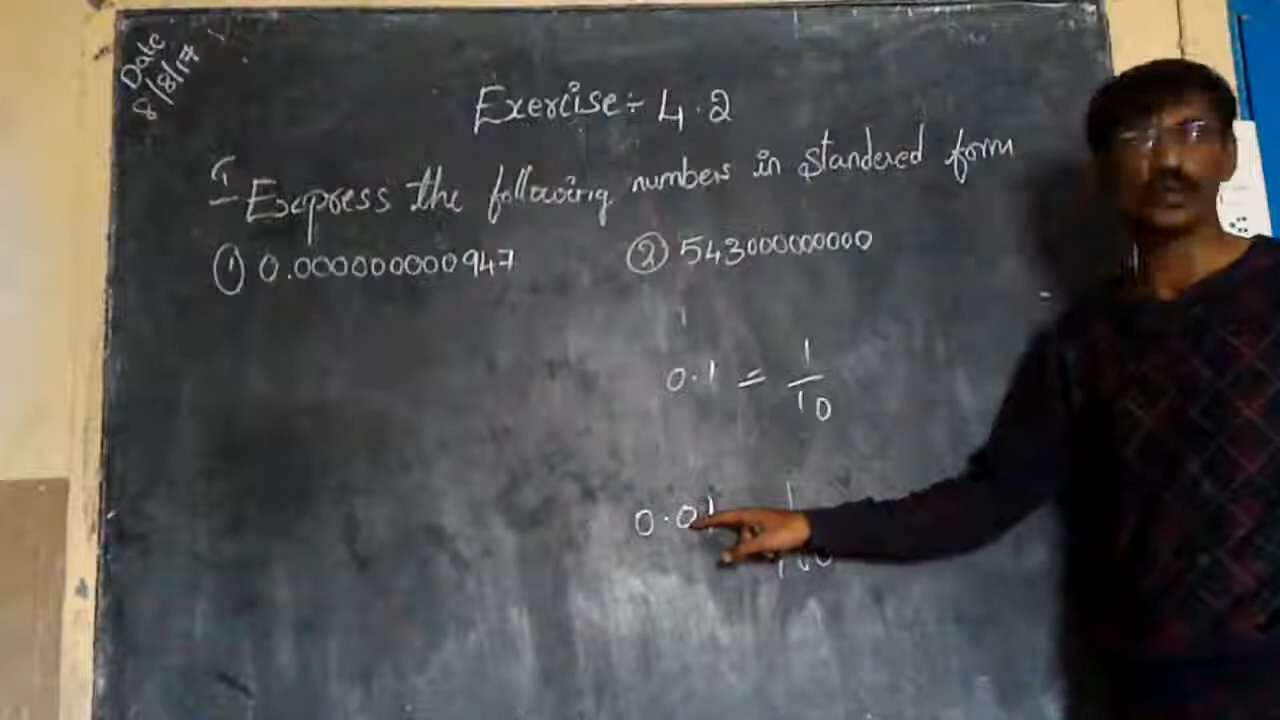 Date
8/8/17
Exercise÷ 4.2
I Express the following numbers in standered form
① 0.000000000947 ② 543000000000
0.1 = 1/10
0.01 1/100